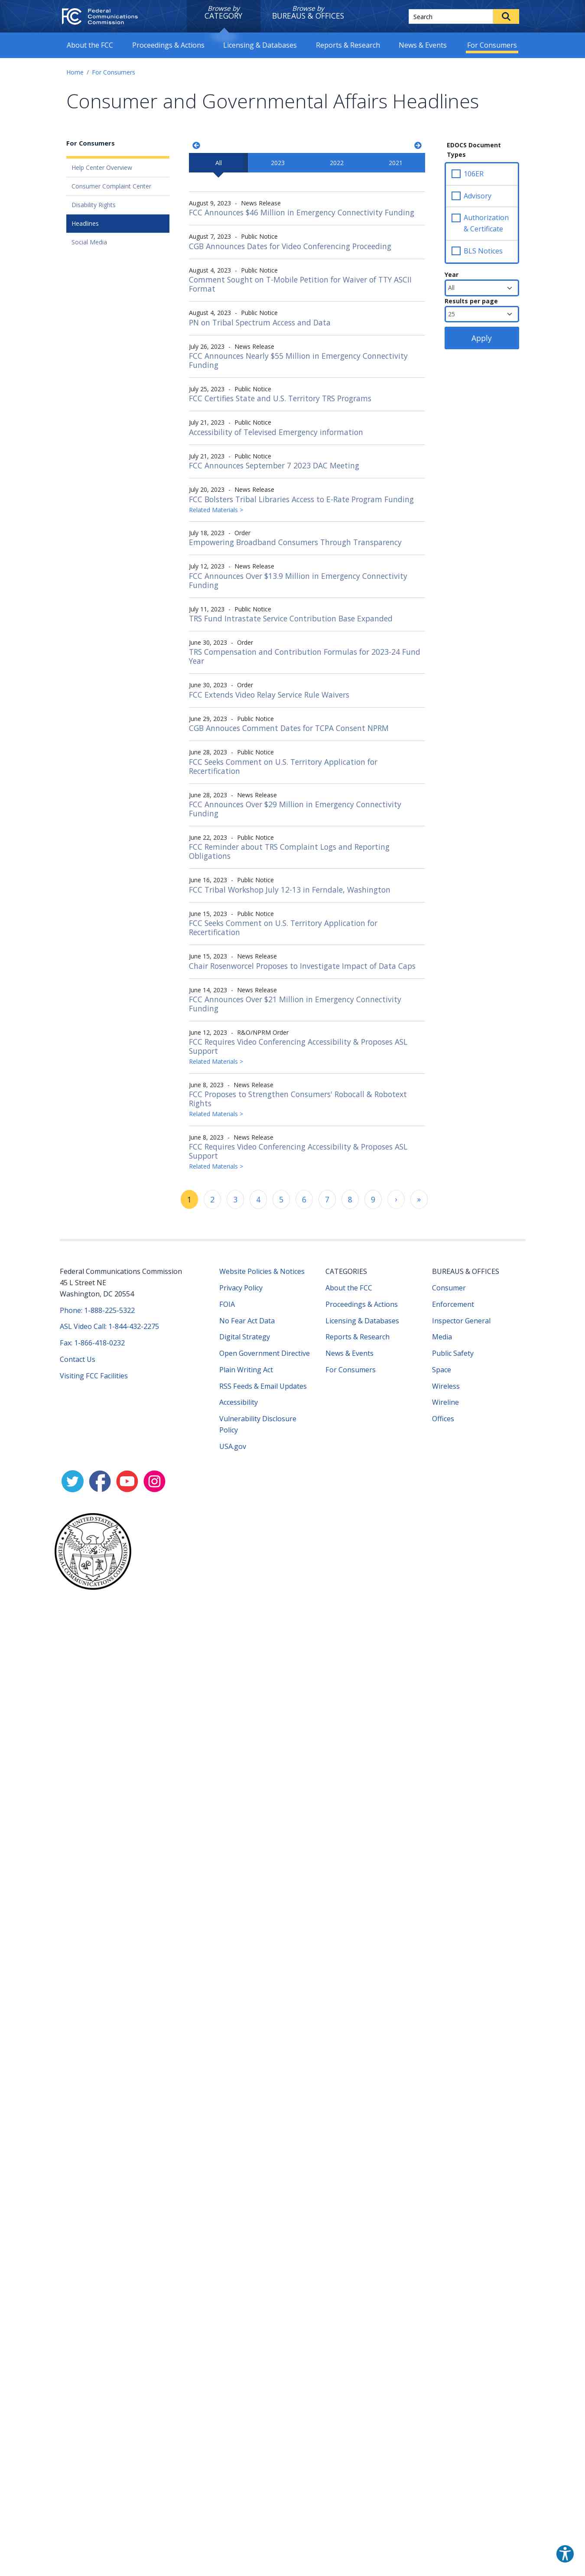 FCC Federal
Communications
Commission
Browse by
CATEGORY
Browse by
BUREAUS & OFFICES
Search
About the FCC
Proceedings & Actions
Licensing & Databases
Reports & Research
News & Events
For Consumers
Home / For Consumers
Consumer and Governmental Affairs Headlines
For Consumers
Help Center Overview
Consumer Complaint Center
Disability Rights
Headlines
Social Media
All
2023
2022
2021
August 9, 2023 - News Release
FCC Announces $46 Million in Emergency Connectivity Funding
August 7, 2023 - Public Notice
CGB Announces Dates for Video Conferencing Proceeding
August 4, 2023 - Public Notice
Comment Sought on T-Mobile Petition for Waiver of TTY ASCII
Format
August 4, 2023 - Public Notice
PN on Tribal Spectrum Access and Data
July 26, 2023 - News Release
FCC Announces Nearly $55 Million in Emergency Connectivity
Funding
July 25, 2023 - Public Notice
FCC Certifies State and U.S. Territory TRS Programs
July 21, 2023 - Public Notice
Accessibility of Televised Emergency information
July 21, 2023 - Public Notice
FCC Announces September 7 2023 DAC Meeting
July 20, 2023 - News Release
FCC Bolsters Tribal Libraries Access to E-Rate Program Funding
Related Materials >
July 18, 2023 - Order
Empowering Broadband Consumers Through Transparency
July 12, 2023 - News Release
FCC Announces Over $13.9 Million in Emergency Connectivity
Funding
July 11, 2023 - Public Notice
TRS Fund Intrastate Service Contribution Base Expanded
June 30, 2023 - Order
TRS Compensation and Contribution Formulas for 2023-24 Fund
Year
June 30, 2023 - Order
FCC Extends Video Relay Service Rule Waivers
June 29, 2023 - Public Notice
CGB Annouces Comment Dates for TCPA Consent NPRM
June 28, 2023 - Public Notice
FCC Seeks Comment on U.S. Territory Application for
Recertification
June 28, 2023 - News Release
FCC Announces Over $29 Million in Emergency Connectivity
Funding
June 22, 2023 - Public Notice
FCC Reminder about TRS Complaint Logs and Reporting
Obligations
June 16, 2023 - Public Notice
FCC Tribal Workshop July 12-13 in Ferndale, Washington
June 15, 2023 - Public Notice
FCC Seeks Comment on U.S. Territory Application for
Recertification
June 15, 2023 - News Release
Chair Rosenworcel Proposes to Investigate Impact of Data Caps
June 14, 2023 - News Release
FCC Announces Over $21 Million in Emergency Connectivity
Funding
June 12, 2023 - R&O/NPRM Order
FCC Requires Video Conferencing Accessibility & Proposes ASL
Support
Related Materials >
June 8, 2023 - News Release
FCC Proposes to Strengthen Consumers' Robocall & Robotext
Rights
Related Materials >
June 8, 2023 - News Release
FCC Requires Video Conferencing Accessibility & Proposes ASL
Support
Related Materials >
1 2 3 4 5 6 7 8 9 › »
EDOCS Document
Types
106ER
Advisory
Authorization
& Certificate
BLS Notices
Year
All
Results per page
25
Apply
Federal Communications Commission
45 L Street NE
Washington, DC 20554
Phone: 1-888-225-5322
ASL Video Call: 1-844-432-2275
Fax: 1-866-418-0232
Contact Us
Visiting FCC Facilities
Website Policies & Notices
Privacy Policy
FOIA
No Fear Act Data
Digital Strategy
Open Government Directive
Plain Writing Act
RSS Feeds & Email Updates
Accessibility
Vulnerability Disclosure
Policy
USA.gov
CATEGORIES
About the FCC
Proceedings & Actions
Licensing & Databases
Reports & Research
News & Events
For Consumers
BUREAUS & OFFICES
Consumer
Enforcement
Inspector General
Media
Public Safety
Space
Wireless
Wireline
Offices
UNITED STATES
FEDERAL COMMUNICATIONS COMMISSION